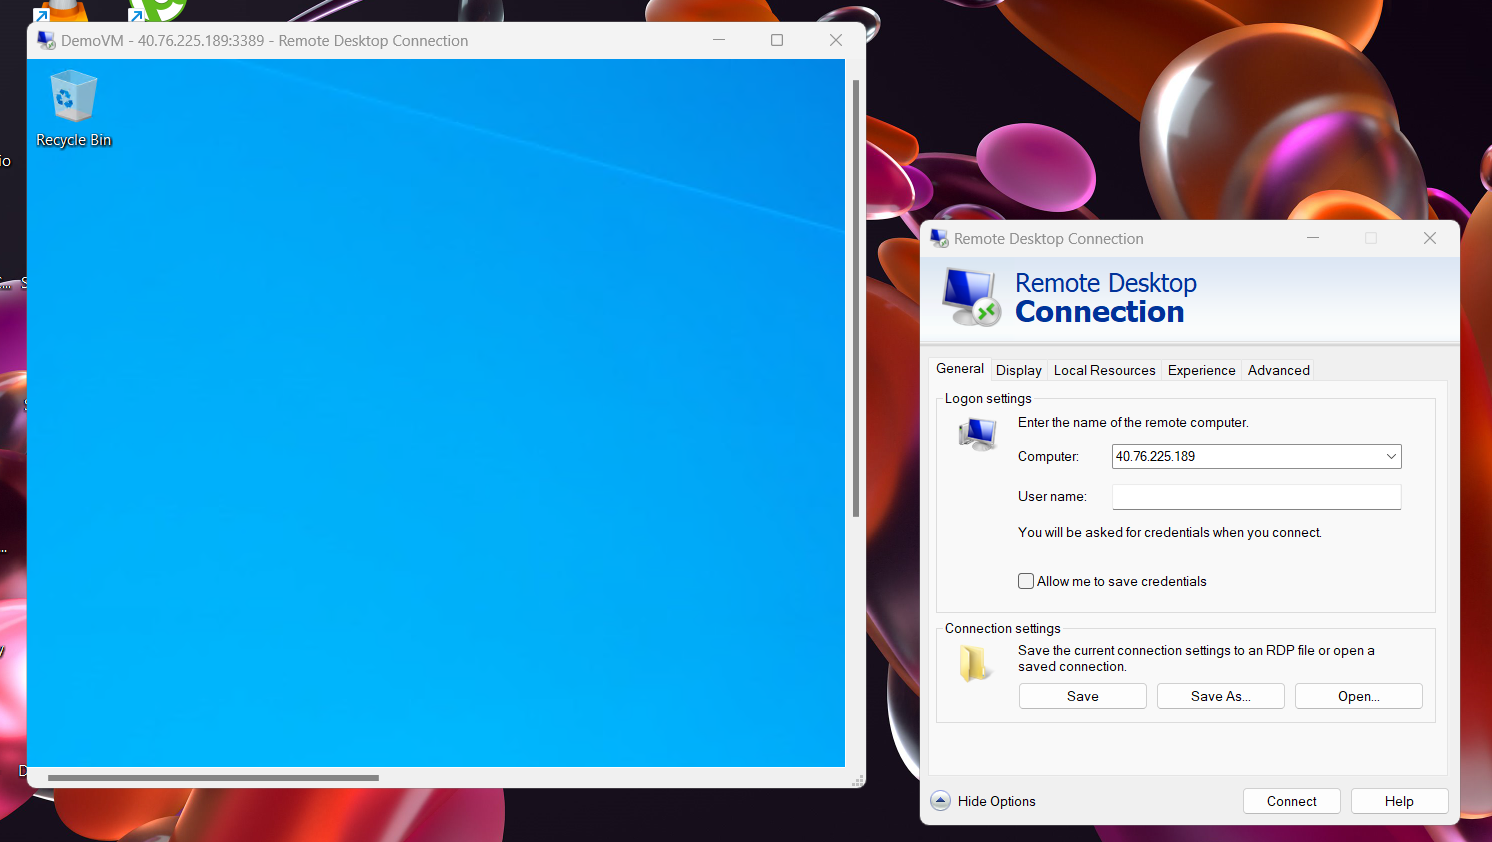 DemoVM - 40.76.225.189:3389 - Remote Desktop Connection
Recycle Bin
Remote Desktop Connection
Remote Desktop
Connection
General Display Local Resources Experience Advanced
Logon settings
Enter the name of the remote computer.
Computer: 40.76.225.189
User name:
You will be asked for credentials when you connect.
Allow me to save credentials
Connection settings
Save the current connection settings to an RDP file or open a
saved connection.
Save Save As... Open...
Hide Options Connect Help